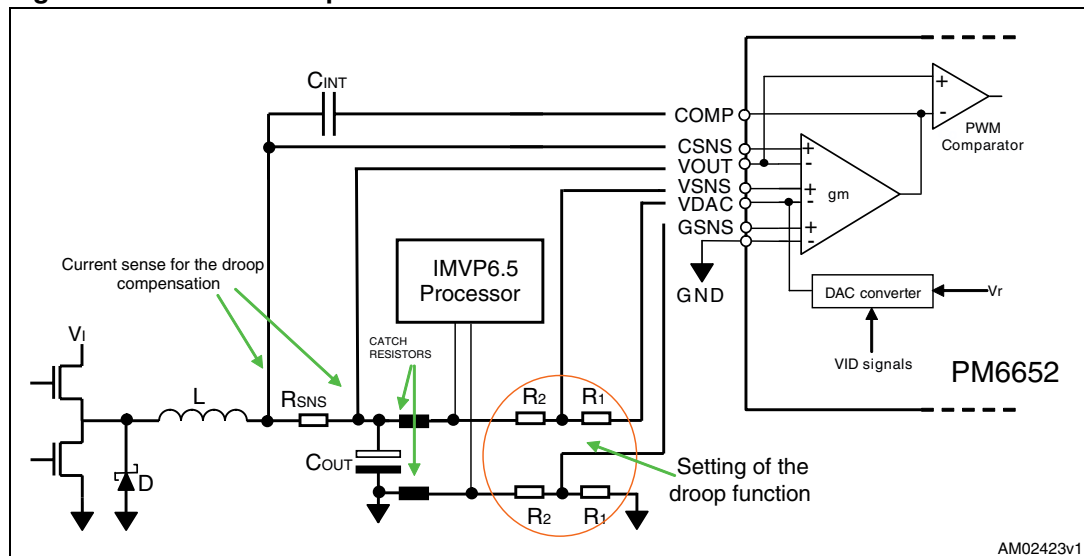 CINT
COMP
CSNS
VOUT
VSNS
VDAC
GSNS
GND
+
-
PWM
Comparator
+
-
+
-
+
-
gm
DAC converter
Vr
VID signals
PM6652
IMVP6.5
Processor
Current sense for the droop
compensation
CATCH
RESISTORS
VI
L
RSNS
R2
R1
COUT
D
R2
R1
Setting of the
droop function
AM02423v1